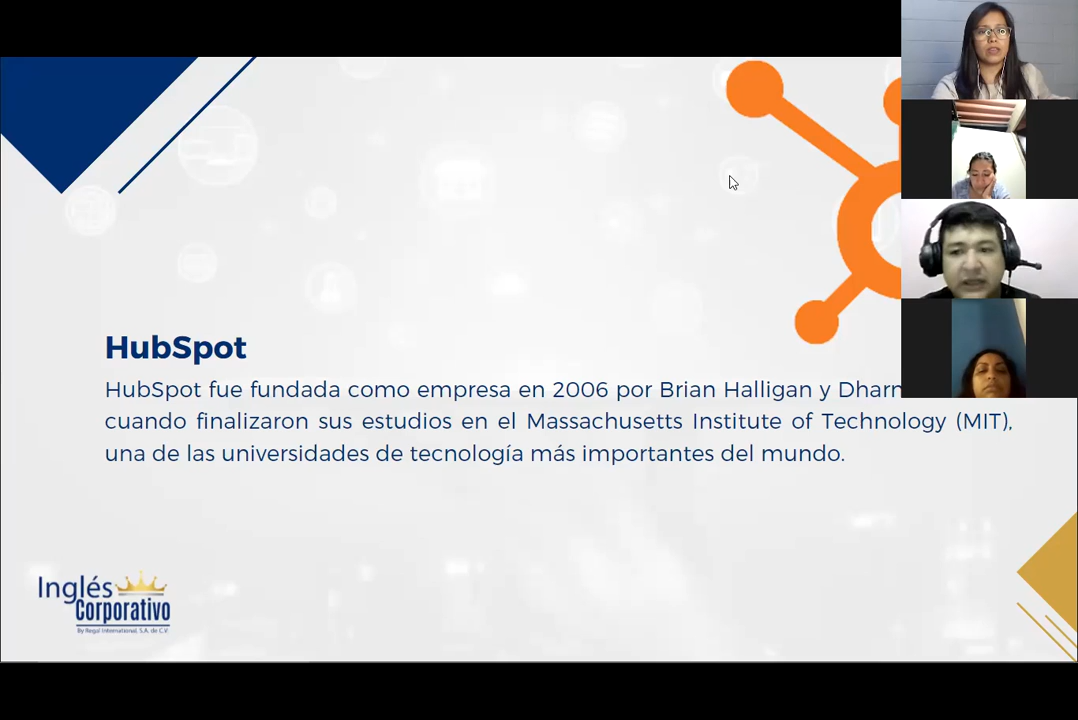 HubSpot
HubSpot fue fundada como empresa en 2006 por Brian Halligan y
cuando finalizaron sus estudios en el Massachusetts Institute of Technology (MIT),
una de las universidades de tecnología más importantes del mundo.
Inglés
Corporativo
By Regal International, S.A. de C.V